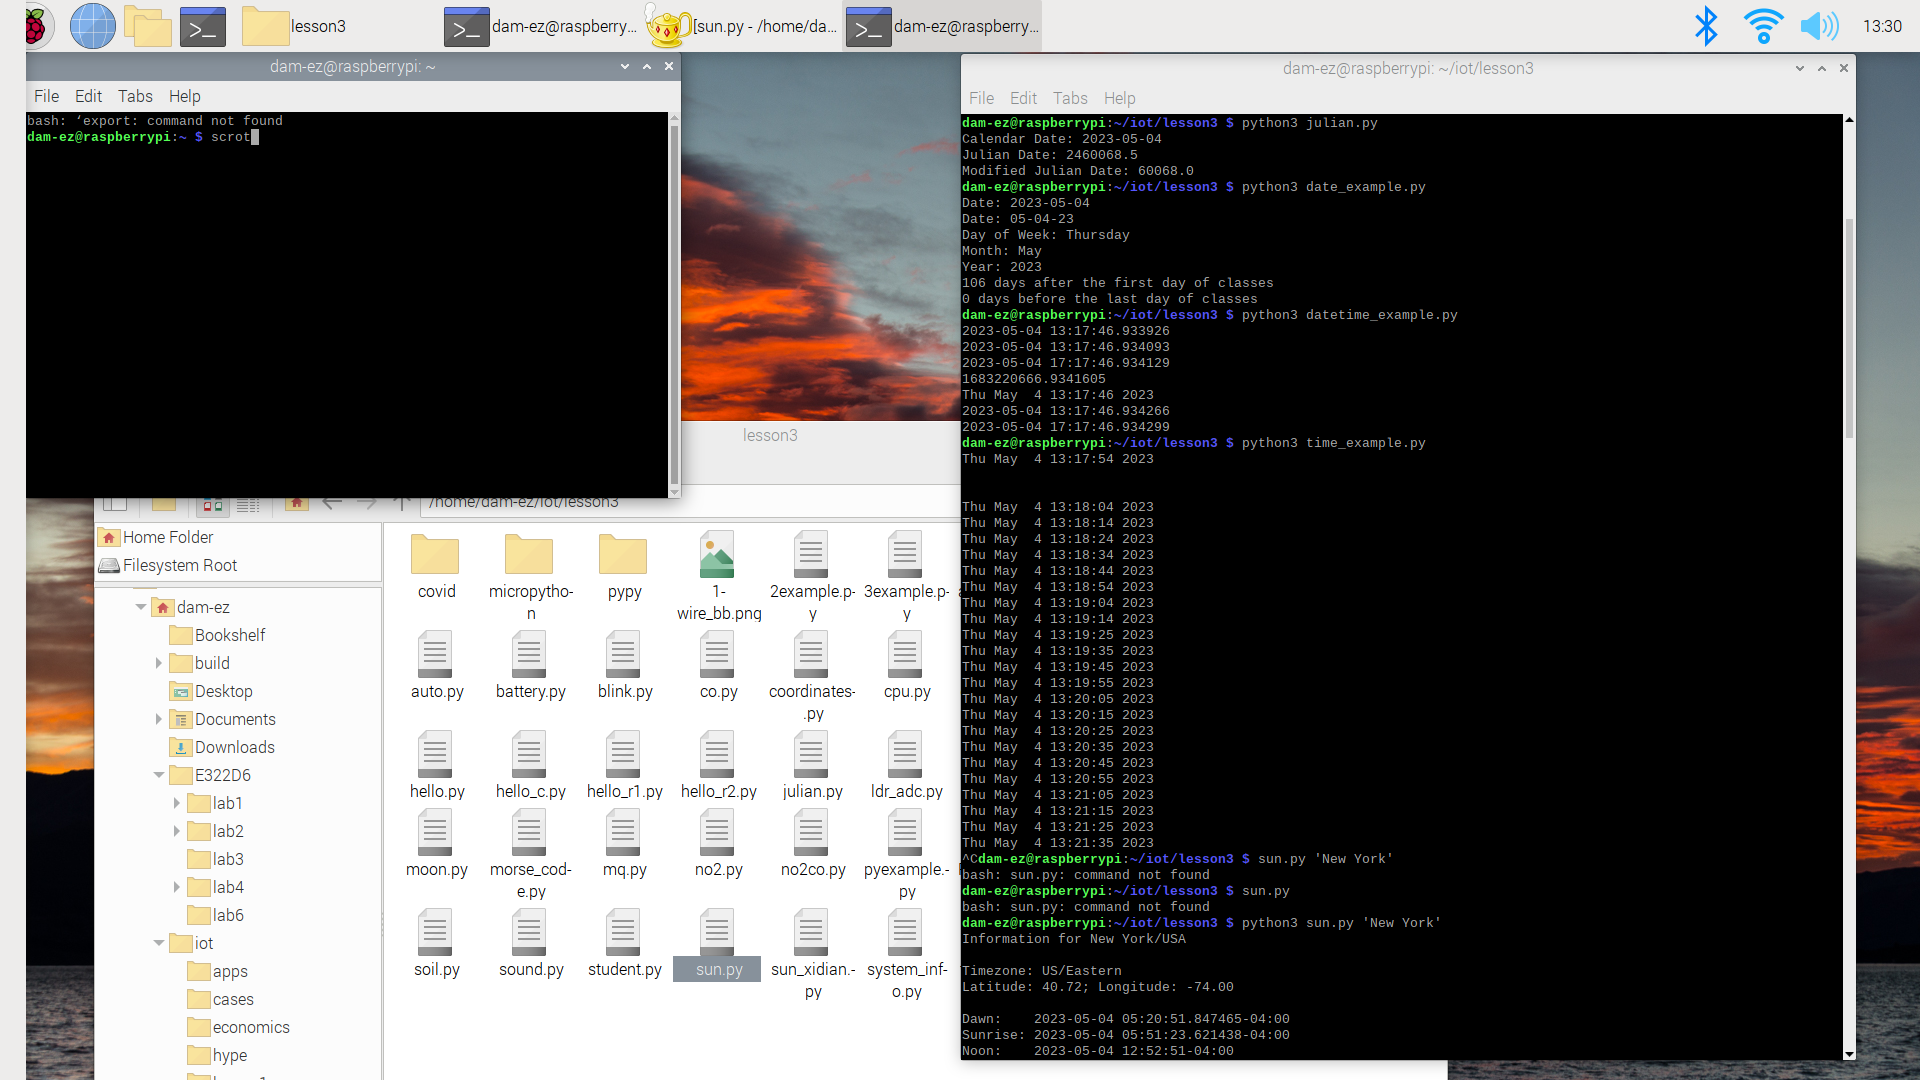 lesson3
dam-ez@raspberry...
[sun.py - /home/da...
dam-ez@raspberry...
13:30
dam-ez@raspberrypi: ~
File Edit Tabs Help
bash: ‘export: command not found
dam-ez@raspberrypi:~ $ scrot
lesson3
/home/dam-ez/iot/lesson3
Home Folder
Filesystem Root
dam-ez
Bookshelf
build
Desktop
Documents
Downloads
E322D6
lab1
lab2
lab3
lab4
lab6
iot
apps
cases
economics
hype
covid
micropytho-
n
pypy
1-
wire_bb.png
2example.p-
y
3example.p-
y
auto.py
battery.py
blink.py
co.py
coordinates-
.py
cpu.py
hello.py
hello_c.py
hello_r1.py
hello_r2.py
julian.py
ldr_adc.py
moon.py
morse_cod-
e.py
mq.py
no2.py
no2co.py
pyexample.-
py
soil.py
sound.py
student.py
sun.py
sun_xidian.-
py
system_inf-
o.py
dam-ez@raspberrypi: ~/iot/lesson3
File Edit Tabs Help
dam-ez@raspberrypi:~/iot/lesson3 $ python3 julian.py
Calendar Date: 2023-05-04
Julian Date: 2460068.5
Modified Julian Date: 60068.0
dam-ez@raspberrypi:~/iot/lesson3 $ python3 date_example.py
Date: 2023-05-04
Date: 05-04-23
Day of Week: Thursday
Month: May
Year: 2023
106 days after the first day of classes
0 days before the last day of classes
dam-ez@raspberrypi:~/iot/lesson3 $ python3 datetime_example.py
2023-05-04 13:17:46.933926
2023-05-04 13:17:46.934093
2023-05-04 17:17:46.934129
1683220666.9341605
Thu May  4 13:17:46 2023
2023-05-04 13:17:46.934266
2023-05-04 17:17:46.934299
dam-ez@raspberrypi:~/iot/lesson3 $ python3 time_example.py
Thu May  4 13:17:54 2023
Thu May  4 13:18:04 2023
Thu May  4 13:18:14 2023
Thu May  4 13:18:24 2023
Thu May  4 13:18:34 2023
Thu May  4 13:18:44 2023
Thu May  4 13:18:54 2023
Thu May  4 13:19:04 2023
Thu May  4 13:19:14 2023
Thu May  4 13:19:25 2023
Thu May  4 13:19:35 2023
Thu May  4 13:19:45 2023
Thu May  4 13:19:55 2023
Thu May  4 13:20:05 2023
Thu May  4 13:20:15 2023
Thu May  4 13:20:25 2023
Thu May  4 13:20:35 2023
Thu May  4 13:20:45 2023
Thu May  4 13:20:55 2023
Thu May  4 13:21:05 2023
Thu May  4 13:21:15 2023
Thu May  4 13:21:25 2023
Thu May  4 13:21:35 2023
^Cdam-ez@raspberrypi:~/iot/lesson3 $ sun.py 'New York'
bash: sun.py: command not found
dam-ez@raspberrypi:~/iot/lesson3 $ sun.py
bash: sun.py: command not found
dam-ez@raspberrypi:~/iot/lesson3 $ python3 sun.py 'New York'
Information for New York/USA
Timezone: US/Eastern
Latitude: 40.72; Longitude: -74.00
Dawn:    2023-05-04 05:20:51.847465-04:00
Sunrise: 2023-05-04 05:51:23.621438-04:00
Noon:    2023-05-04 12:52:51-04:00